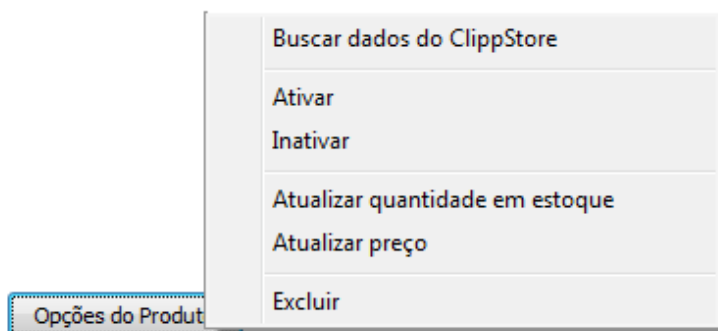 Buscar dados do ClippStore
Ativar
Inativar
Atualizar quantidade em estoque
Atualizar preço
Excluir
Opções do Produt